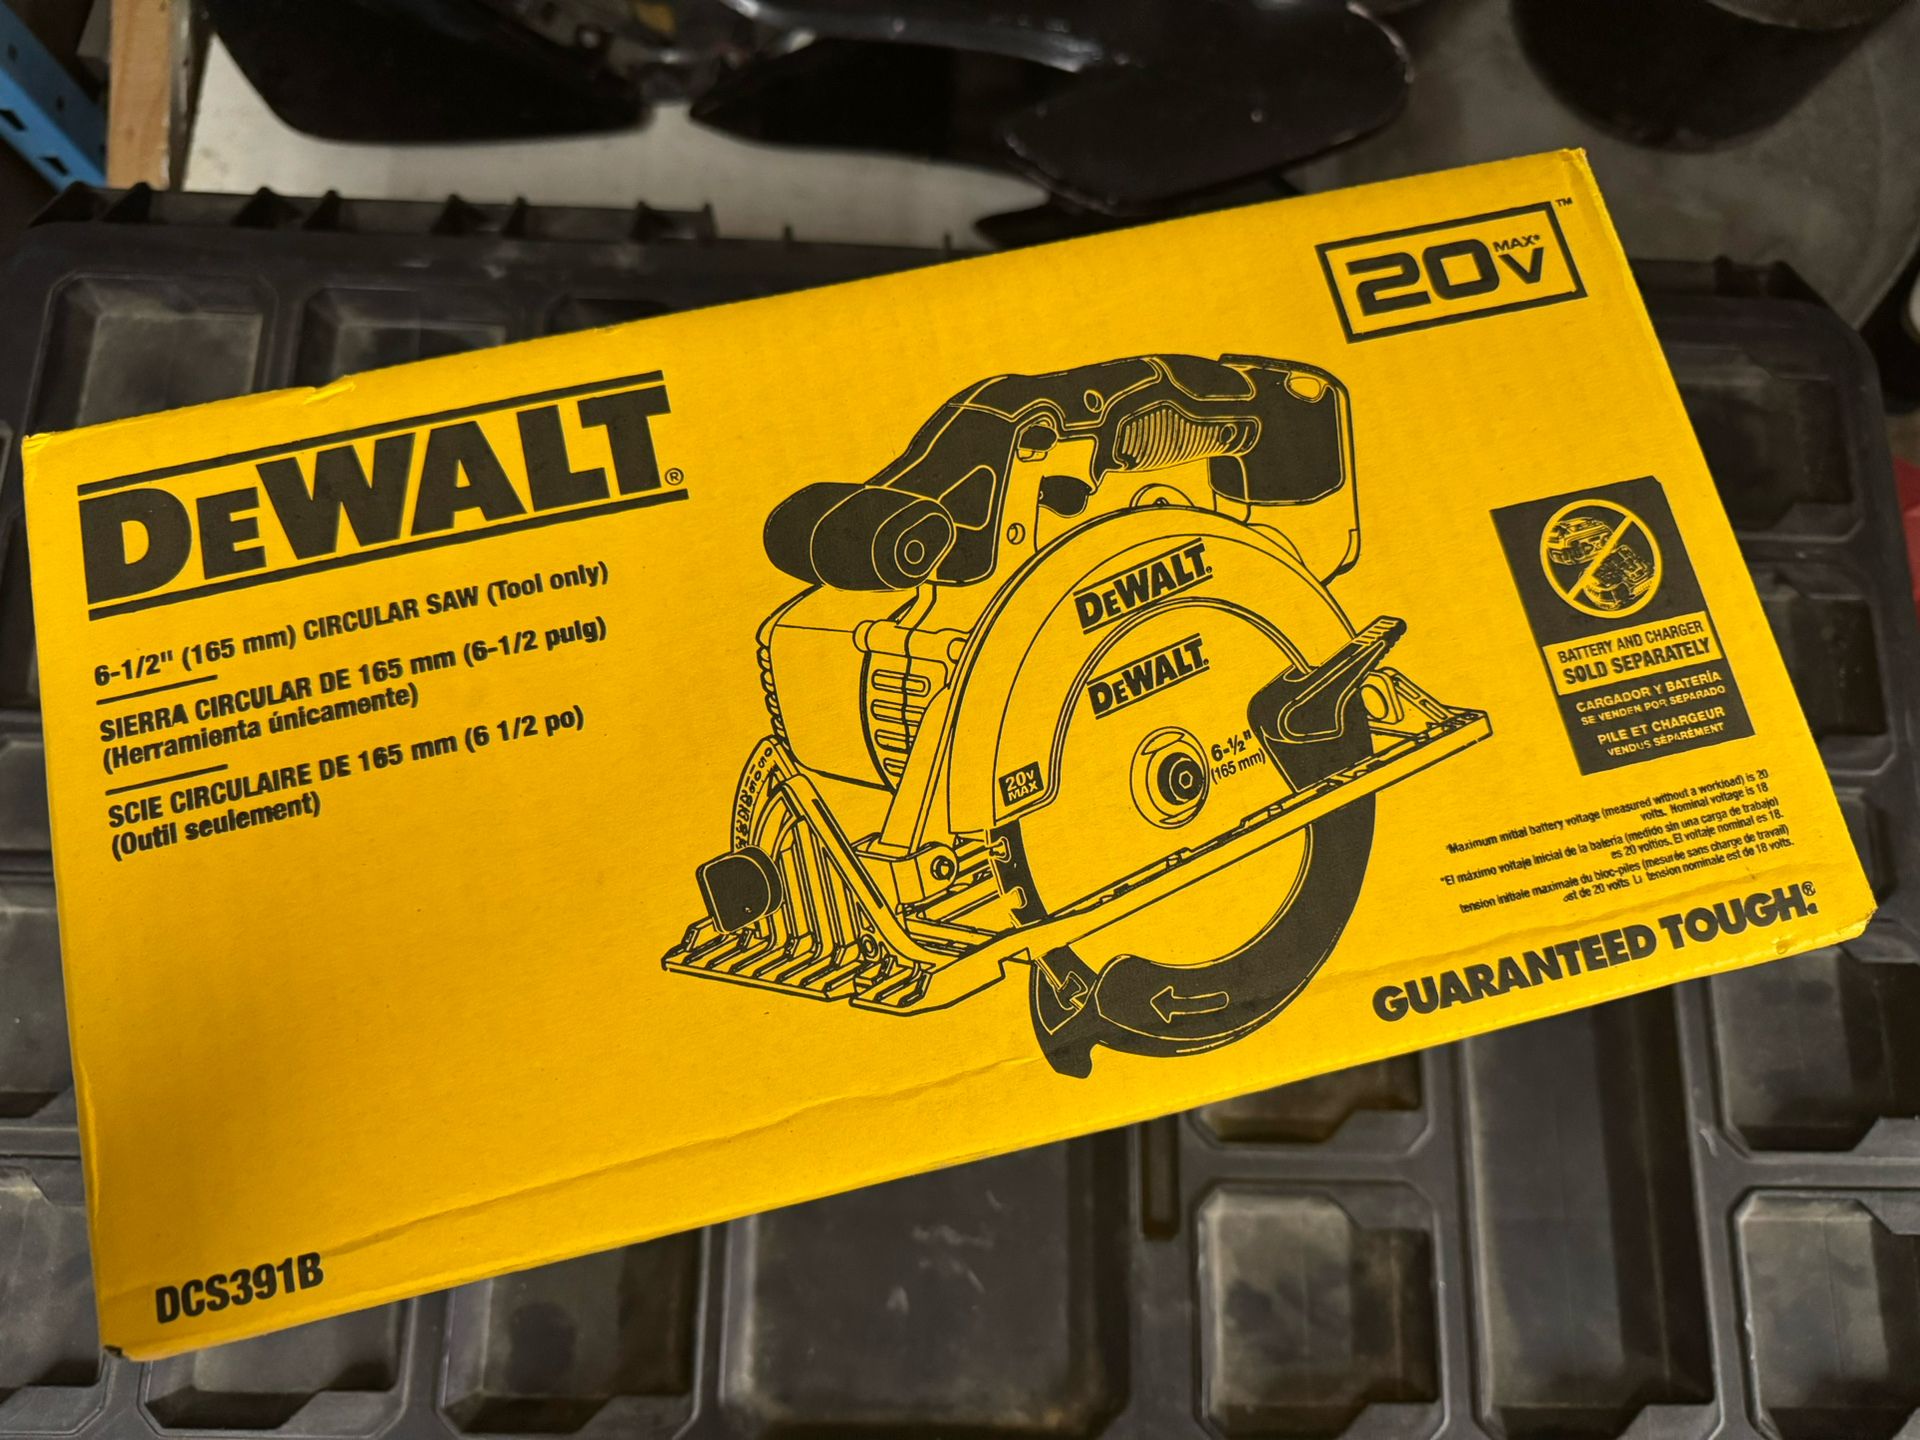 DEWALT®
6-1/2" (165 mm) CIRCULAR SAW (Tool only)
SIERRA CIRCULAR DE 165 mm (6-1/2 pulg)
(Herramienta únicamente)
SCIE CIRCULAIRE DE 165 mm (6 1/2 po)
(Outil seulement)
DCS391B
20V MAX*™
DEWALT®
DEWALT®
6-½"
(165 mm)
20V
MAX
BATTERY AND CHARGER
SOLD SEPARATELY
CARGADOR Y BATERÍA
SE VENDEN POR SEPARADO
PILE ET CHARGEUR
VENDUS SÉPARÉMENT
*Maximum initial battery voltage (measured without a workload) is 20
volts. Nominal voltage is 18
*El máximo voltaje inicial de la batería (medido sin una carga de trabajo)
es 20 voltios. El voltaje nominal es 18.
tension initiale maximale du bloc-piles (mesurée sans charge de travail)
est de 20 volts. La tension nominale est de 18 volts.
GUARANTEED TOUGH.®